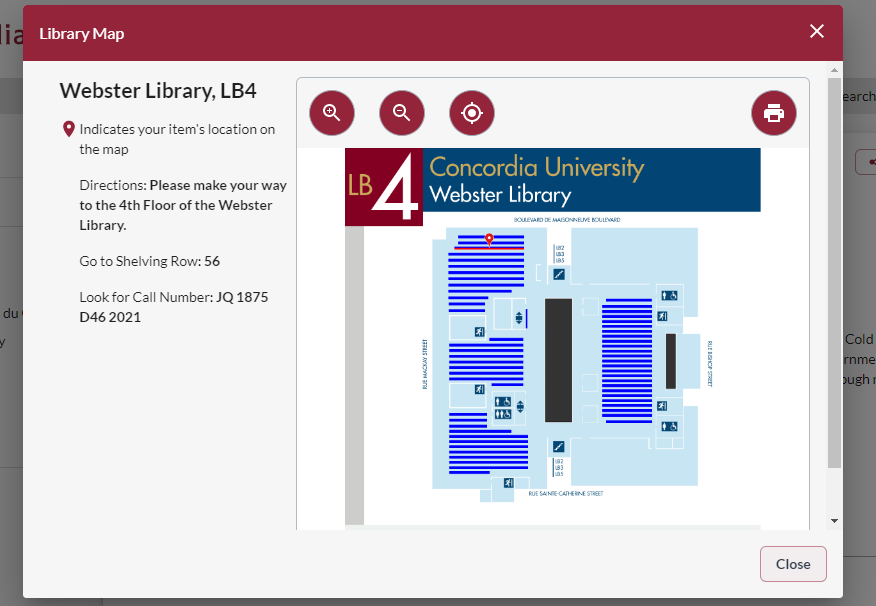 Library Map
Webster Library, LB4
Indicates your item's location on
the map
Directions: Please make your way
to the 4th Floor of the Webster
Library.
Go to Shelving Row: 56
Look for Call Number: JQ 1875
D46 2021
LB 4
Concordia University
Webster Library
BOULEVARD DE MAISONNEUVE BOULEVARD
LB2
LB3
LB5
RUE MACKAY STREET
RUE BISHOP STREET
LB2
LB3
LB5
RUE SAINTE-CATHERINE STREET
Close
du
Cold